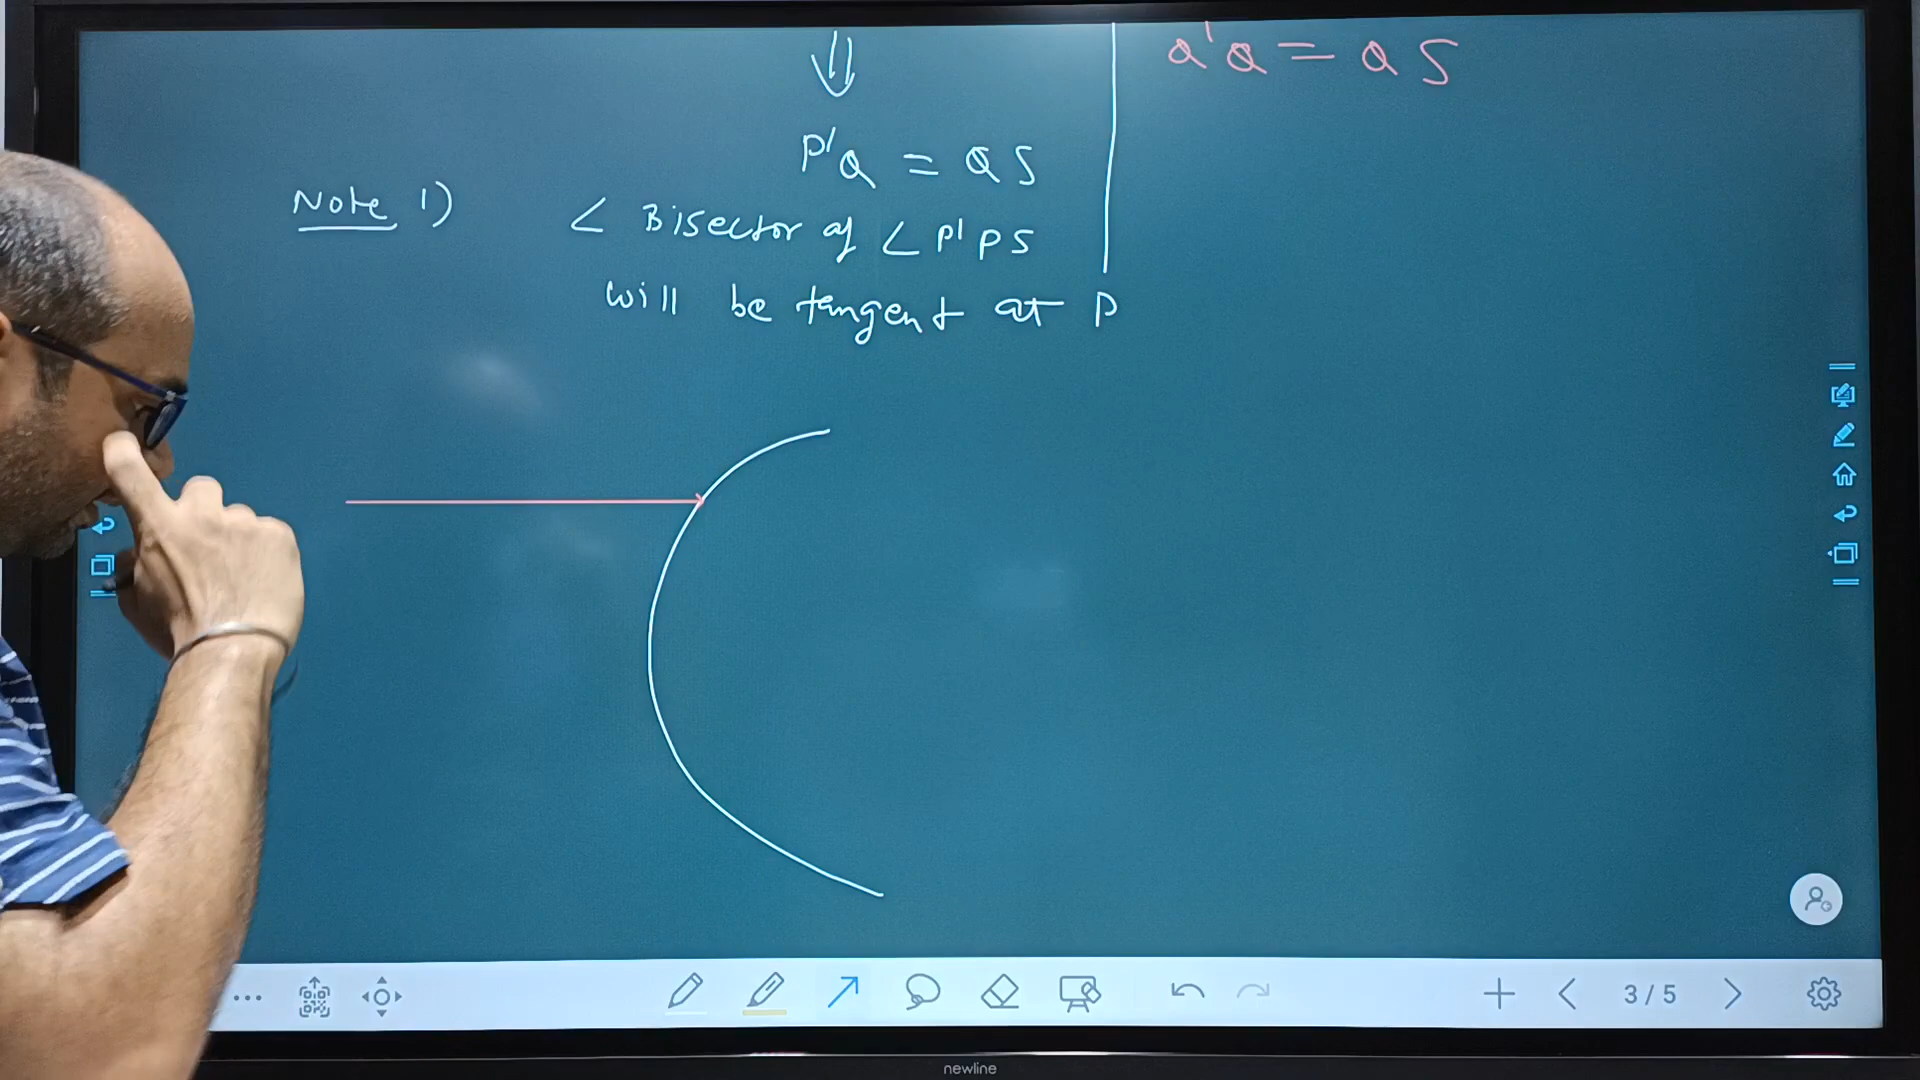 Q'Q = QS
P'Q = QS
Note 1) ∠ Bisector of ∠P'PS
will be tangent at P
3/5
newline